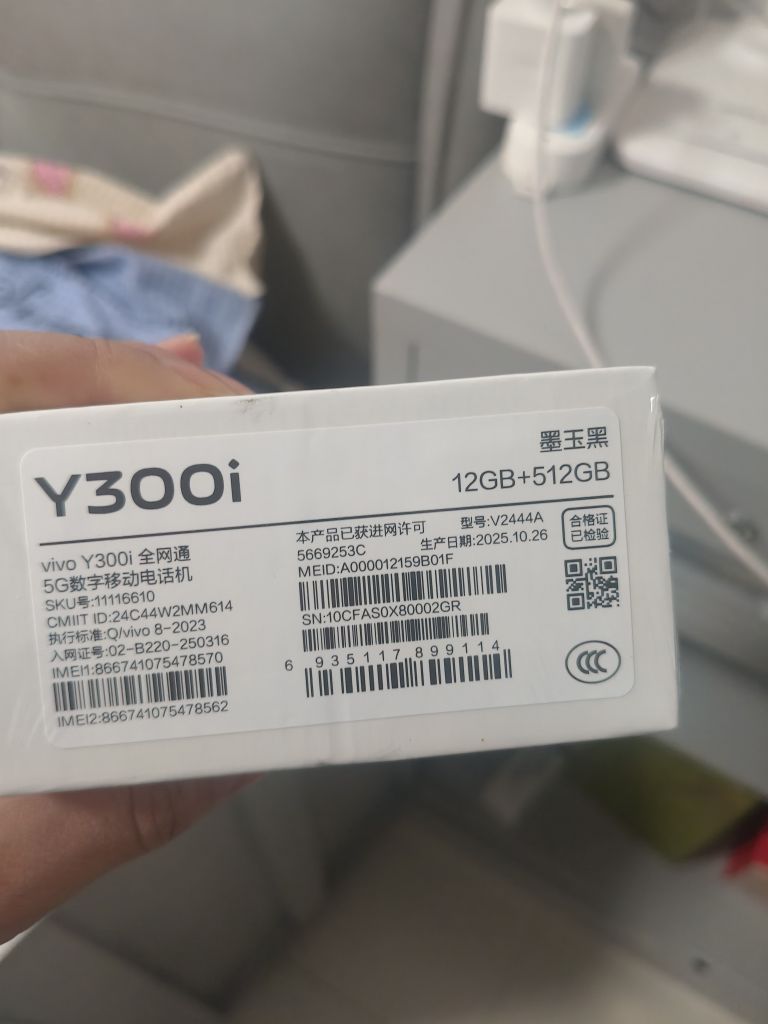 Y300i
墨玉黑
12GB+512GB
vivo Y300i 全网通
5G数字移动电话机
SKU号:11116610
CMIIT ID:24C44W2MM614
执行标准:Q/vivo 8-2023
入网证号:02-B220-250316
IMEI1:866741075478570
IMEI2:866741075478562
本产品已获进网许可
型号:V2444A
5669253C
生产日期:2025.10.26
MEID:A000012159B01F
SN:10CFAS0X80002GR
6 935117 899114
合格证
已检验
CCC